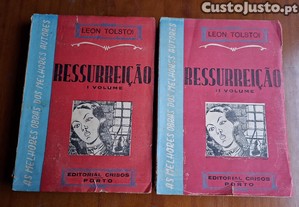 CustoJusto.pt
AS MELHORES OBRAS DOS MELHORES AUTORES
LEON TOLSTOI
RESSURREIÇÃO
I VOLUME
EDITORIAL CRISOS
PORTO
AS MELHORES OBRAS DOS MELHORES AUTORES
LEON TOLSTOI
RESSURREIÇÃO
II VOLUME
EDITORIAL CRISOS
PORTO